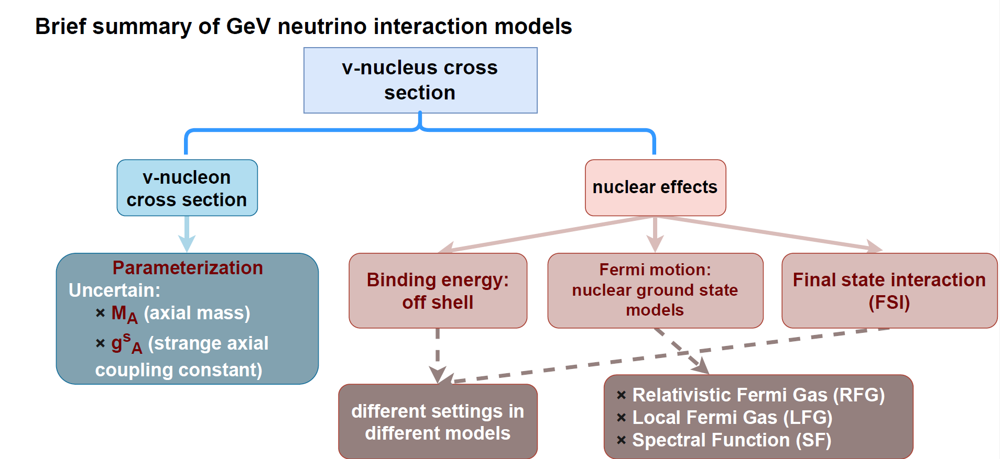 Brief summary of GeV neutrino interaction models
ν-nucleus cross
section
ν-nucleon
cross section
nuclear effects
Parameterization
Uncertain:
× M_A (axial mass)
× g^s_A (strange axial
coupling constant)
Binding energy:
off shell
Fermi motion:
nuclear ground state
models
Final state interaction
(FSI)
different settings in
different models
× Relativistic Fermi Gas (RFG)
× Local Fermi Gas (LFG)
× Spectral Function (SF)